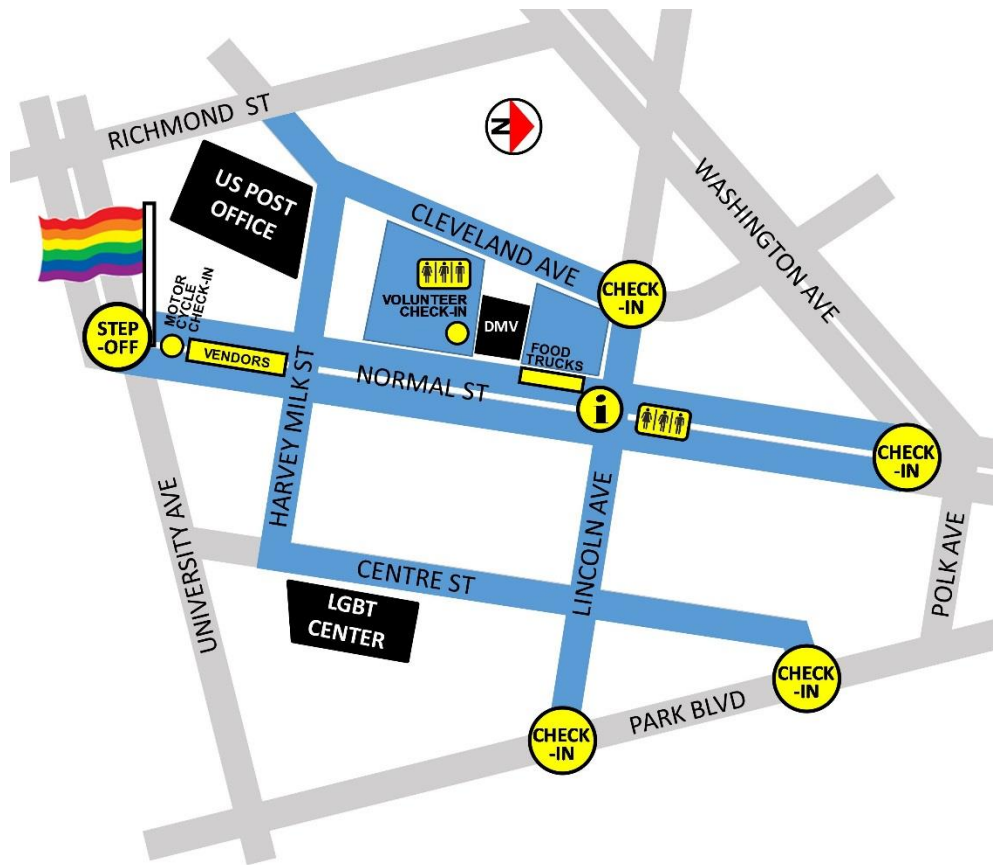 RICHMOND ST
N
WASHINGTON AVE
US POST
OFFICE
CLEVELAND AVE
CHECK
-IN
VOLUNTEER
CHECK-IN
DMV
FOOD
TRUCKS
MOTOR
CYCLE
CHECK-IN
STEP
-OFF
VENDORS
NORMAL ST
i
CHECK
-IN
HARVEY MILK ST
LINCOLN AVE
POLK AVE
UNIVERSITY AVE
CENTRE ST
LGBT
CENTER
CHECK
-IN
PARK BLVD
CHECK
-IN